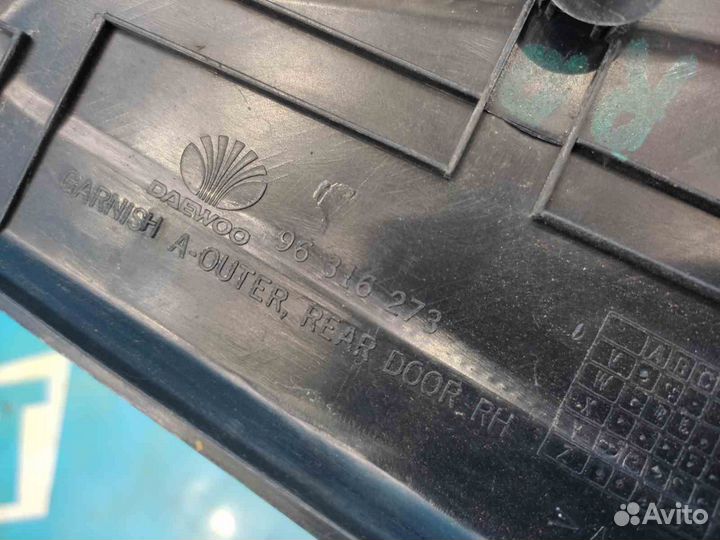 DAEWOO
96 316 273
GARNISH A-OUTER, REAR DOOR RH
A B C
V
W
X
Y
Z
Avito